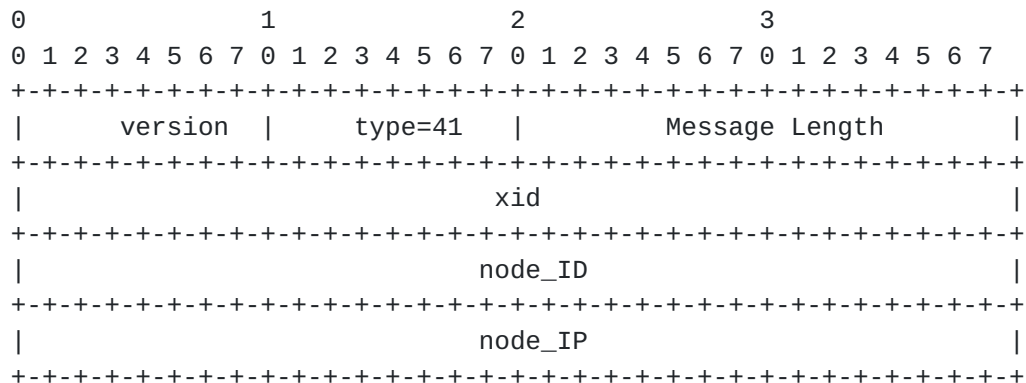 0                   1                   2                   3
0 1 2 3 4 5 6 7 0 1 2 3 4 5 6 7 0 1 2 3 4 5 6 7 0 1 2 3 4 5 6 7
+-+-+-+-+-+-+-+-+-+-+-+-+-+-+-+-+-+-+-+-+-+-+-+-+-+-+-+-+-+-+-+-+
|      version  |     type=41   |         Message Length        |
+-+-+-+-+-+-+-+-+-+-+-+-+-+-+-+-+-+-+-+-+-+-+-+-+-+-+-+-+-+-+-+-+
|                              xid                              |
+-+-+-+-+-+-+-+-+-+-+-+-+-+-+-+-+-+-+-+-+-+-+-+-+-+-+-+-+-+-+-+-+
|                             node_ID                           |
+-+-+-+-+-+-+-+-+-+-+-+-+-+-+-+-+-+-+-+-+-+-+-+-+-+-+-+-+-+-+-+-+
|                             node_IP                           |
+-+-+-+-+-+-+-+-+-+-+-+-+-+-+-+-+-+-+-+-+-+-+-+-+-+-+-+-+-+-+-+-+